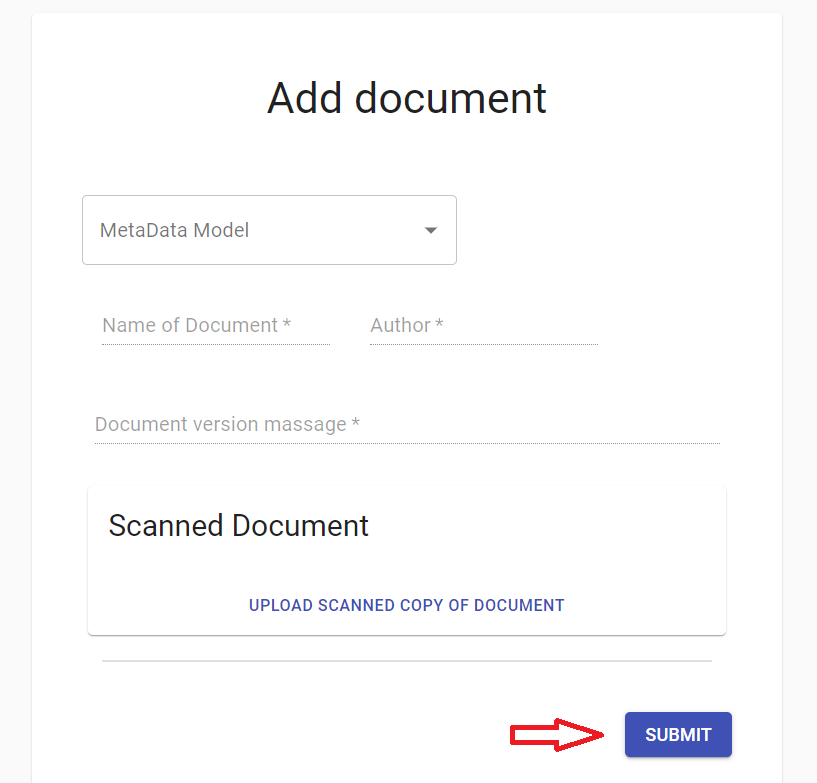 Add document
MetaData Model
Name of Document *
Author *
Document version massage *
Scanned Document
UPLOAD SCANNED COPY OF DOCUMENT
SUBMIT